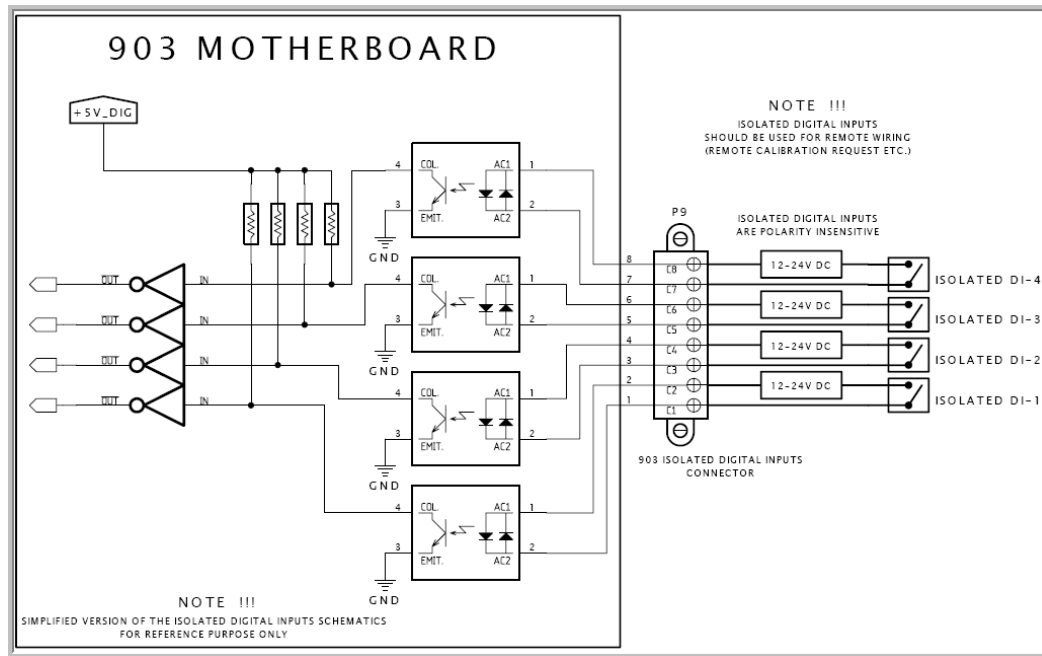 903 MOTHERBOARD
+5V_DIG
NOTE !!!
ISOLATED DIGITAL INPUTS
SHOULD BE USED FOR REMOTE WIRING
(REMOTE CALIBRATION REQUEST ETC.)
4 COL. AC1 1
3 EMIT. AC2 2
GND
P9
ISOLATED DIGITAL INPUTS
ARE POLARITY INSENSITIVE
OUT IN
OUT IN
OUT IN
OUT IN
4 COL. AC1 1
3 EMIT. AC2 2
GND
8 C8 12-24V DC
7 C7 ISOLATED DI-4
6 C6 12-24V DC
5 C5 ISOLATED DI-3
4 C4 12-24V DC
3 C3 ISOLATED DI-2
2 C2 12-24V DC
1 C1 ISOLATED DI-1
4 COL. AC1 1
3 EMIT. AC2 2
GND
903 ISOLATED DIGITAL INPUTS
CONNECTOR
4 COL. AC1 1
3 EMIT. AC2 2
GND
NOTE !!!
SIMPLIFIED VERSION OF THE ISOLATED DIGITAL INPUTS SCHEMATICS
FOR REFERENCE PURPOSE ONLY